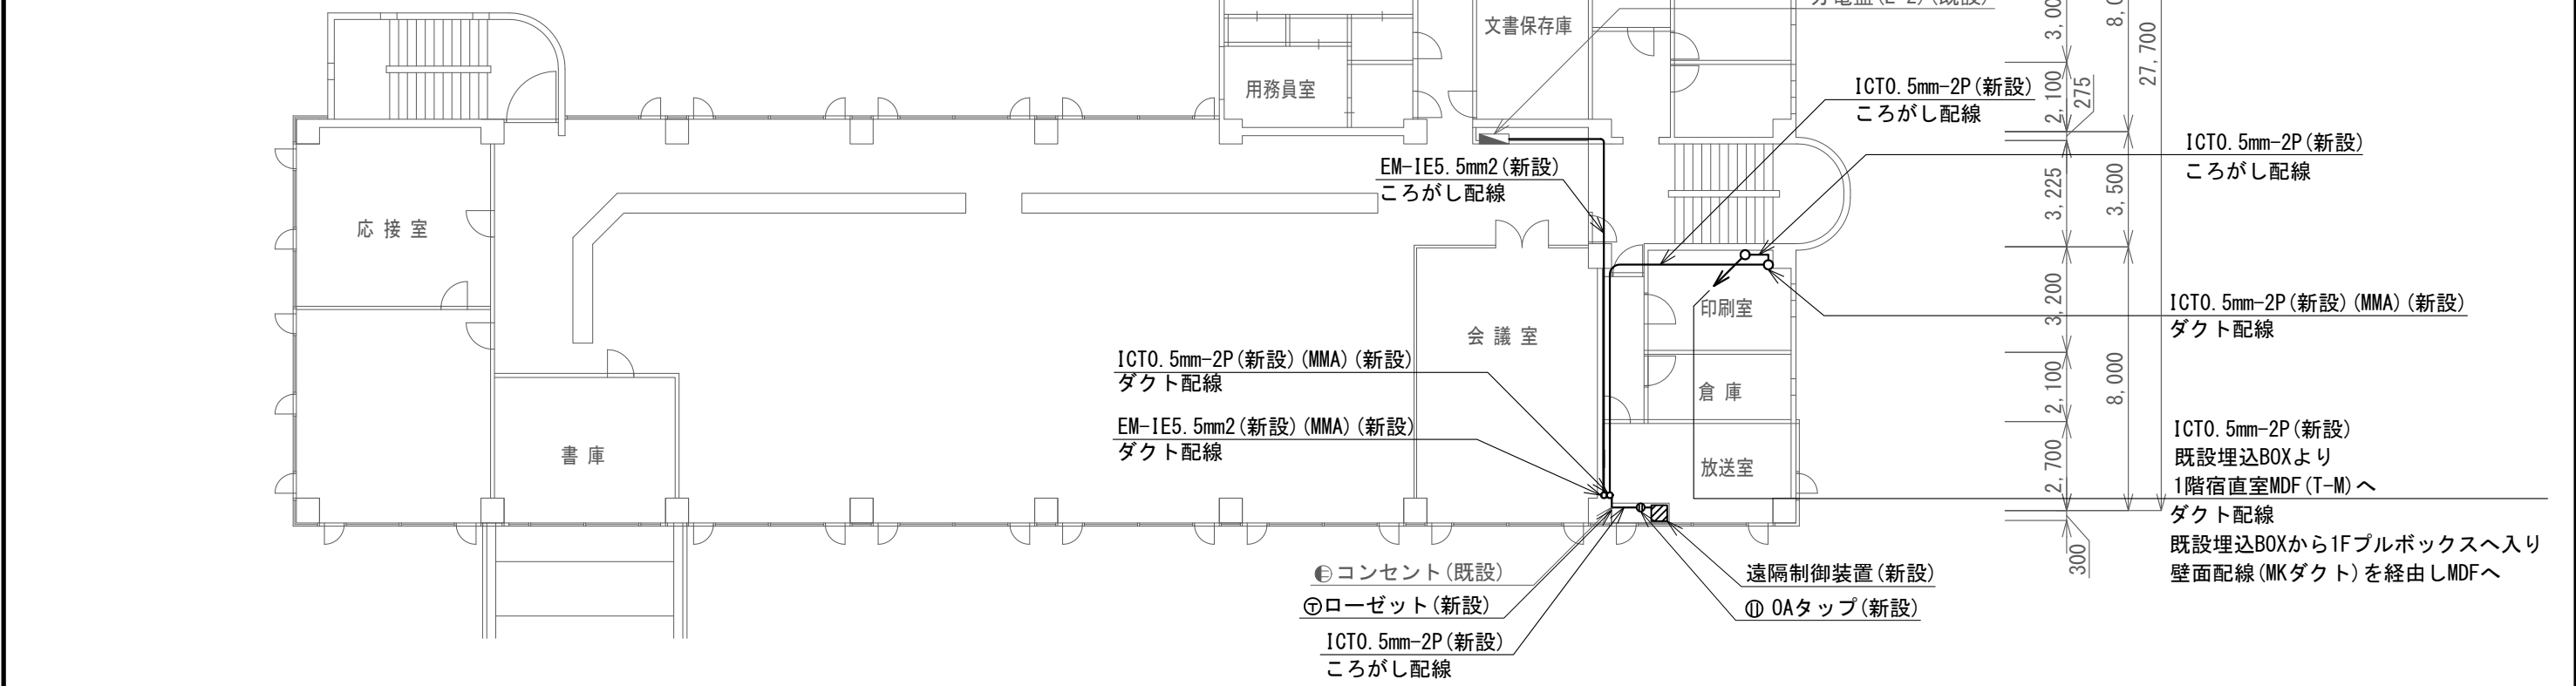 文書保存庫
用務員室
27,700
2,100
275
ICT0.5mm-2P(新設)
ころがし配線
ICT0.5mm-2P(新設)
ころがし配線
EM-IE5.5mm2(新設)
ころがし配線
3,225
3,500
応接室
印刷室
3,200
ICT0.5mm-2P(新設)(MMA)(新設)
ダクト配線
会議室
ICT0.5mm-2P(新設)(MMA)(新設)
ダクト配線
倉庫
2,100
8,000
EM-IE5.5mm2(新設)(MMA)(新設)
ダクト配線
書庫
放送室
2,700
ICT0.5mm-2P(新設)
既設埋込BOXより
1階宿直室MDF(T-M)へ
ダクト配線
既設埋込BOXから1Fプルボックスへ入り
壁面配線(MKダクト)を経由しMDFへ
300
コンセント(既設)
遠隔制御装置(新設)
Ⓣローゼット(新設)
OAタップ(新設)
ICT0.5mm-2P(新設)
ころがし配線